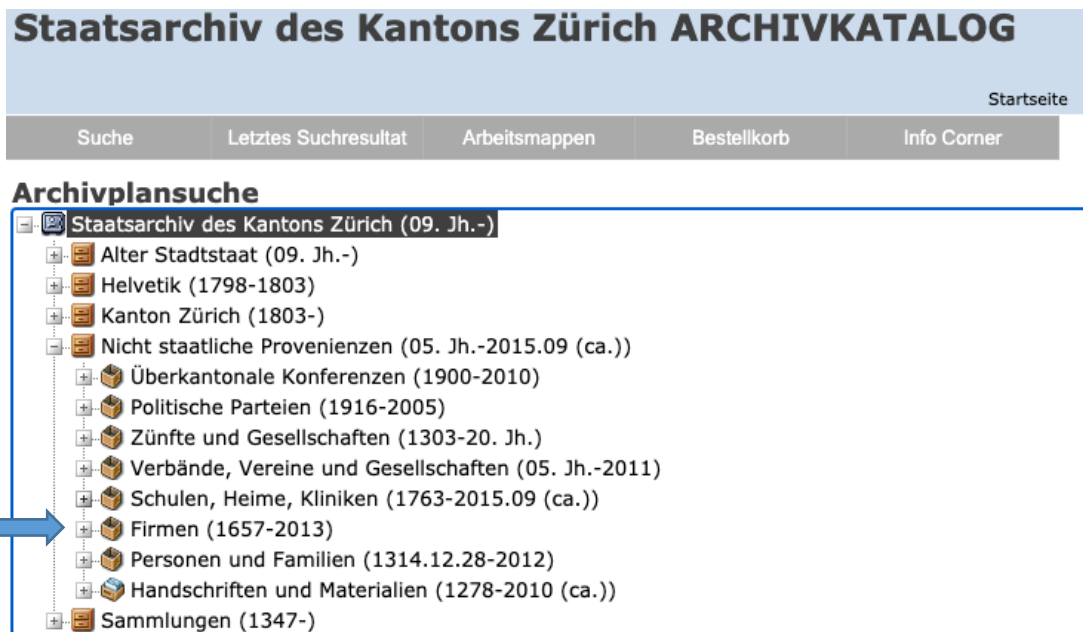 Staatsarchiv des Kantons Zürich ARCHIVKATALOG
Startseite
Suche Letztes Suchresultat Arbeitsmappen Bestellkorb Info Corner
Archivplansuche
Staatsarchiv des Kantons Zürich (09. Jh.-)
Alter Stadtstaat (09. Jh.-)
Helvetik (1798-1803)
Kanton Zürich (1803-)
Nicht staatliche Provenienzen (05. Jh.-2015.09 (ca.))
Überkantonale Konferenzen (1900-2010)
Politische Parteien (1916-2005)
Zünfte und Gesellschaften (1303-20. Jh.)
Verbände, Vereine und Gesellschaften (05. Jh.-2011)
Schulen, Heime, Kliniken (1763-2015.09 (ca.))
Firmen (1657-2013)
Personen und Familien (1314.12.28-2012)
Handschriften und Materialien (1278-2010 (ca.))
Sammlungen (1347-)